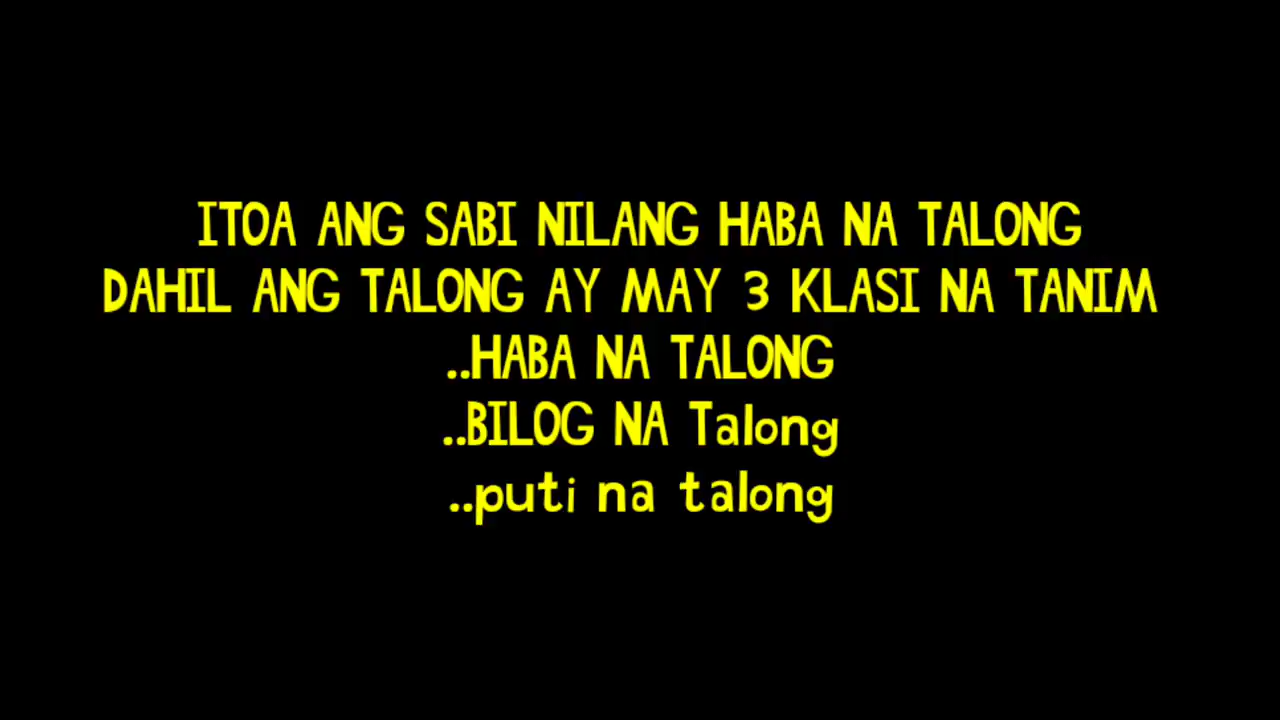 ITOA ANG SABI NILANG HABA NA TALONG
DAHIL ANG TALONG AY MAY 3 KLASI NA TANIM
..HABA NA TALONG
..BILOG NA Talong
..puti na talong